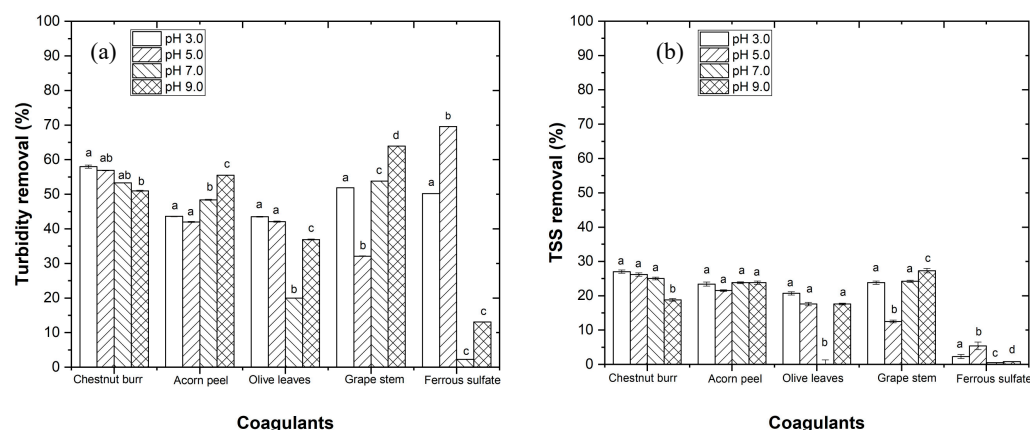 (a)
pH 3.0
pH 5.0
pH 7.0
pH 9.0
Turbidity removal (%)
100
90
80
70
60
50
40
30
20
10
0
a ab ab b
a a b c
a a b c
a b c d
a b c c
Chestnut burr Acorn peel Olive leaves Grape stem Ferrous sulfate
Coagulants
(b)
pH 3.0
pH 5.0
pH 7.0
pH 9.0
TSS removal (%)
100
90
80
70
60
50
40
30
20
10
0
a a a b
a a a a
a a b a
a b a c
a b c d
Chestnut burr Acorn peel Olive leaves Grape stem Ferrous sulfate
Coagulants